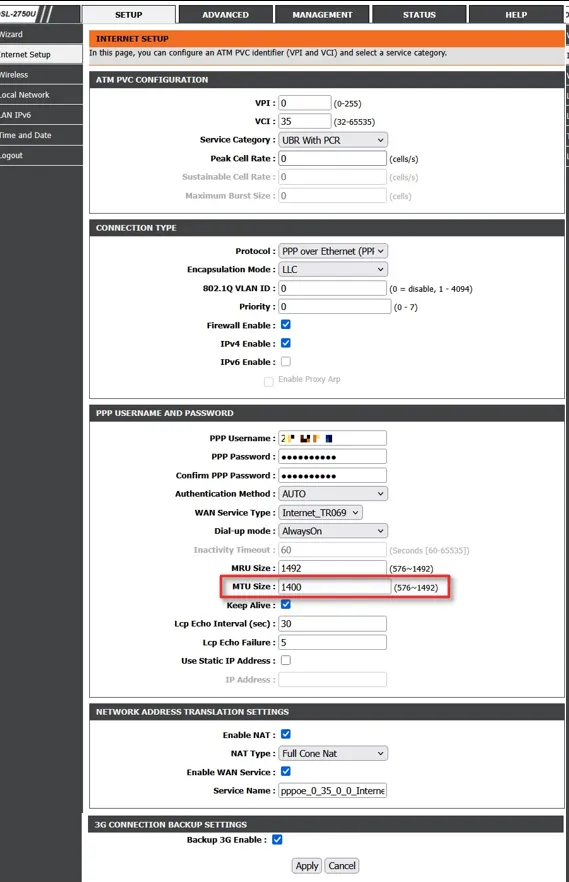 DSL-2750U
SETUP ADVANCED MANAGEMENT STATUS HELP
Wizard
Internet Setup
Wireless
Local Network
LAN IPv6
Time and Date
Logout
INTERNET SETUP
In this page, you can configure an ATM PVC identifier (VPI and VCI) and select a service category.
ATM PVC CONFIGURATION
VPI : 0 (0-255)
VCI : 35 (32-65535)
Service Category : UBR With PCR
Peak Cell Rate : 0 (cells/s)
Sustainable Cell Rate : 0 (cells/s)
Maximum Burst Size : 0 (cells)
CONNECTION TYPE
Protocol : PPP over Ethernet (PPP
Encapsulation Mode : LLC
802.1Q VLAN ID : 0 (0 = disable, 1 - 4094)
Priority : 0 (0 - 7)
Firewall Enable :
IPv4 Enable :
IPv6 Enable :
Enable Proxy Arp
PPP USERNAME AND PASSWORD
PPP Username : 2
PPP Password : ●●●●●●●●●●
Confirm PPP Password : ●●●●●●●●●●
Authentication Method : AUTO
WAN Service Type : Internet_TR069
Dial-up mode : AlwaysOn
Inactivity Timeout : 60 (Seconds [60-65535])
MRU Size : 1492 (576~1492)
MTU Size : 1400 (576~1492)
Keep Alive :
Lcp Echo Interval (sec) : 30
Lcp Echo Failure : 5
Use Static IP Address :
IP Address :
NETWORK ADDRESS TRANSLATION SETTINGS
Enable NAT :
NAT Type : Full Cone Nat
Enable WAN Service :
Service Name : pppoe_0_35_0_0_Interne
3G CONNECTION BACKUP SETTINGS
Backup 3G Enable :
Apply Cancel